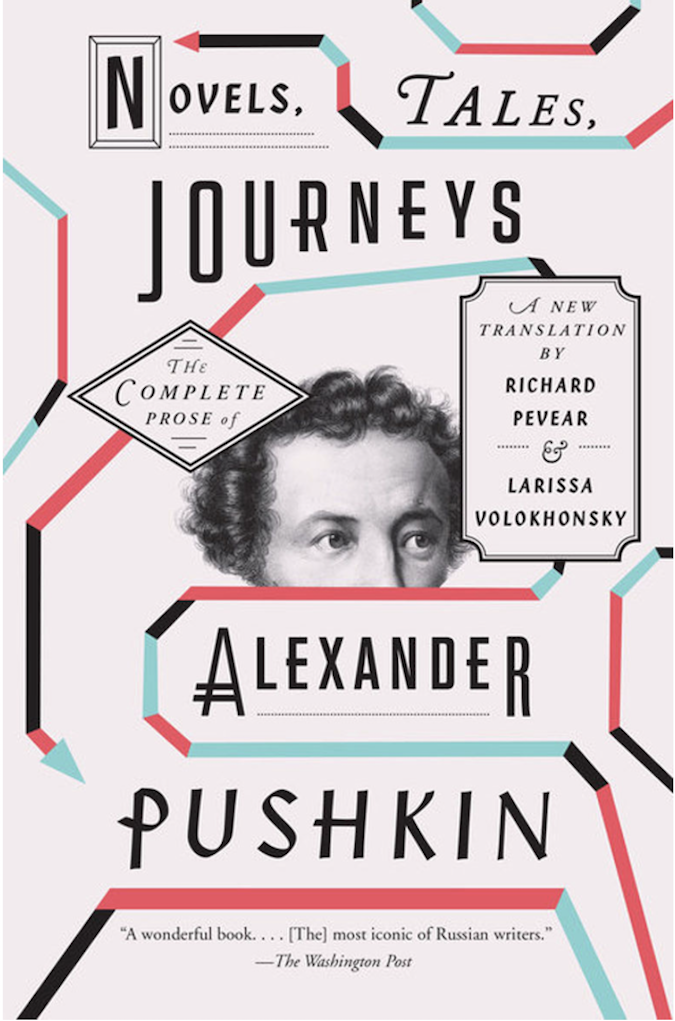 NOVELS,
TALES,
JOURNEYS
THE
COMPLETE
PROSE of
A NEW
TRANSLATION
BY
RICHARD
PEVEAR
&
LARISSA
VOLOKHONSKY
ALEXANDER
PUSHKIN
“A wonderful book. . . . [The] most iconic of Russian writers.”
—The Washington Post